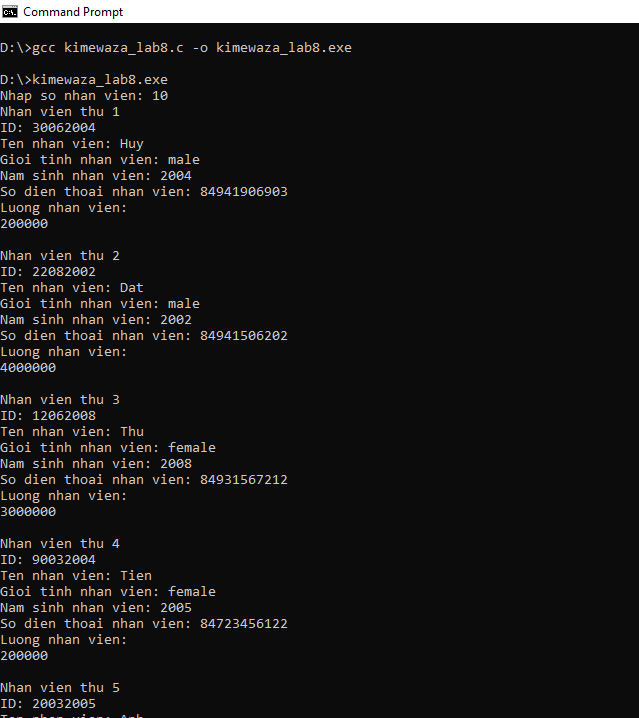 Command Prompt
D:\>gcc kimewaza_lab8.c -o kimewaza_lab8.exe
D:\>kimewaza_lab8.exe
Nhap so nhan vien: 10
Nhan vien thu 1
ID: 30062004
Ten nhan vien: Huy
Gioi tinh nhan vien: male
Nam sinh nhan vien: 2004
So dien thoai nhan vien: 84941906903
Luong nhan vien:
200000
Nhan vien thu 2
ID: 22082002
Ten nhan vien: Dat
Gioi tinh nhan vien: male
Nam sinh nhan vien: 2002
So dien thoai nhan vien: 84941506202
Luong nhan vien:
4000000
Nhan vien thu 3
ID: 12062008
Ten nhan vien: Thu
Gioi tinh nhan vien: female
Nam sinh nhan vien: 2008
So dien thoai nhan vien: 84931567212
Luong nhan vien:
3000000
Nhan vien thu 4
ID: 90032004
Ten nhan vien: Tien
Gioi tinh nhan vien: female
Nam sinh nhan vien: 2005
So dien thoai nhan vien: 84723456122
Luong nhan vien:
200000
Nhan vien thu 5
ID: 20032005
Ten nhan vien: Anh